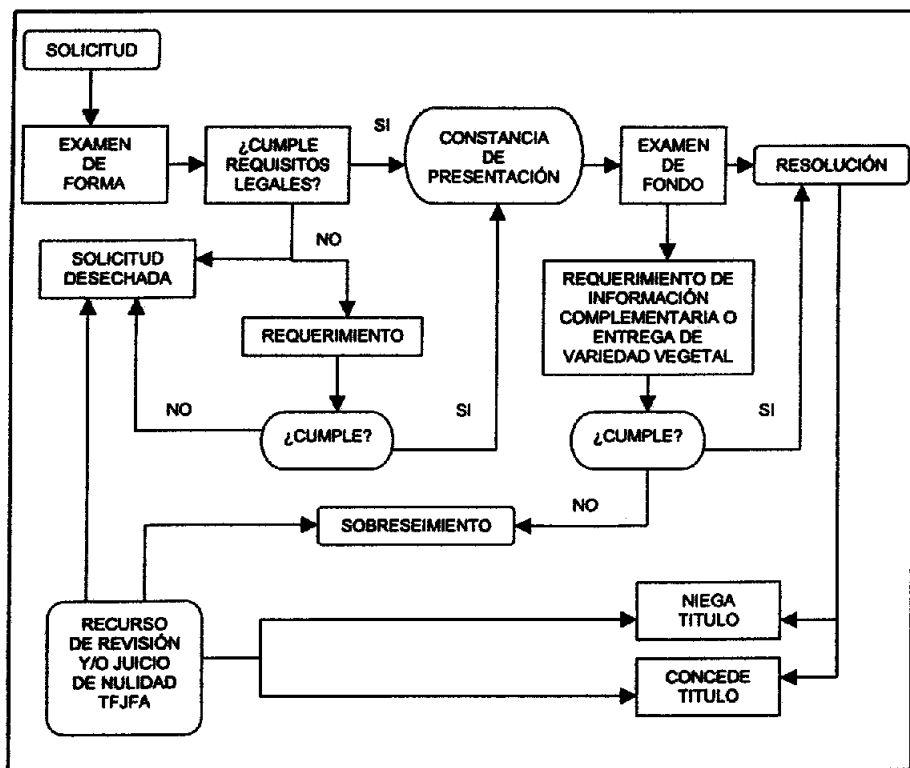 SOLICITUD
EXAMEN
DE
FORMA
¿CUMPLE
REQUISITOS
LEGALES?
SI
CONSTANCIA
DE
PRESENTACIÓN
EXAMEN
DE
FONDO
RESOLUCIÓN
NO
SOLICITUD
DESECHADA
REQUERIMIENTO
REQUERIMIENTO DE
INFORMACIÓN
COMPLEMENTARIA O
ENTREGA DE
VARIEDAD VEGETAL
NO
¿CUMPLE?
SI
¿CUMPLE?
SI
NO
SOBRESEIMIENTO
RECURSO
DE REVISIÓN
Y/O JUICIO
DE NULIDAD
TFJFA
NIEGA
TITULO
CONCEDE
TITULO